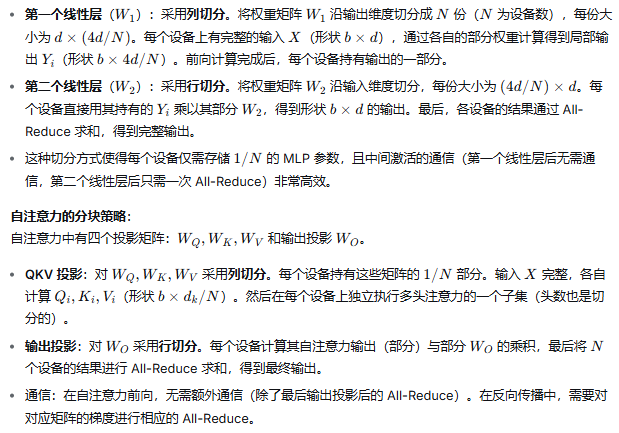 • 第一个线性层（W₁）：采用列切分。将权重矩阵 W₁ 沿输出维度切分成 N 份（N 为设备数），每份大
小为 d × (4d/N)。每个设备上有完整的输入 X（形状 b × d），通过各自的部分权重计算得到局部输
出 Yᵢ（形状 b × 4d/N）。前向计算完成后，每个设备持有输出的一部分。
• 第二个线性层（W₂）：采用行切分。将权重矩阵 W₂ 沿输入维度切分，每份大小为 (4d/N) × d。每
个设备直接用其持有的 Yᵢ 乘以其部分 W₂，得到形状 b × d 的输出。最后，各设备的结果通过 All-
Reduce 求和，得到完整输出。
• 这种切分方式使得每个设备仅需存储 1/N 的 MLP 参数，且中间激活的通信（第一个线性层后无需通
信，第二个线性层后只需一次 All-Reduce）非常高效。
自注意力的分块策略：
自注意力中有四个投影矩阵：W_Q, W_K, W_V 和输出投影 W_O。
• QKV 投影：对 W_Q, W_K, W_V 采用列切分。每个设备持有这些矩阵的 1/N 部分。输入 X 完整，各自
计算 Qᵢ, Kᵢ, Vᵢ（形状 b × d_k/N）。然后在每个设备上独立执行多头注意力的一个子集（头数也是切
分的）。
• 输出投影：对 W_O 采用行切分。每个设备计算其自注意力输出（部分）与部分 W_O 的乘积，最后将 N
个设备的结果进行 All-Reduce 求和，得到最终输出。
• 通信：在自注意力前向，无需额外通信（除了最后输出投影后的 All-Reduce）。在反向传播中，需要对
对应矩阵的梯度进行相应的 All-Reduce。